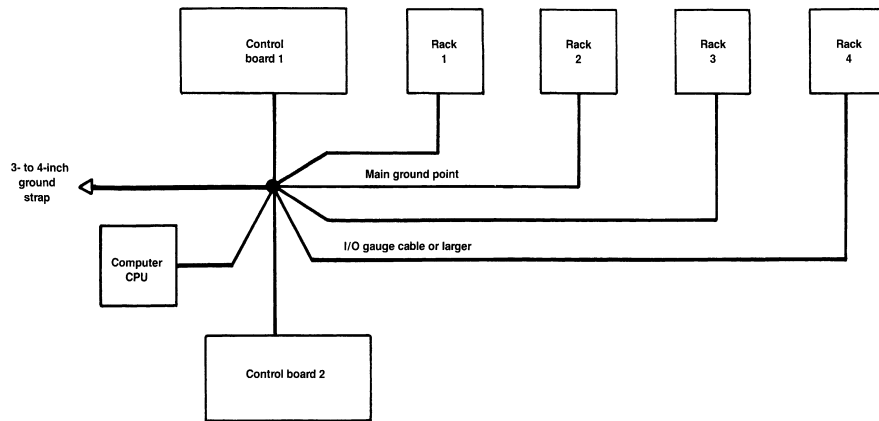 Control
board 1
Rack
1
Rack
2
Rack
3
Rack
4
3- to 4-inch
ground
strap
Main ground point
I/O gauge cable or larger
Computer
CPU
Control board 2